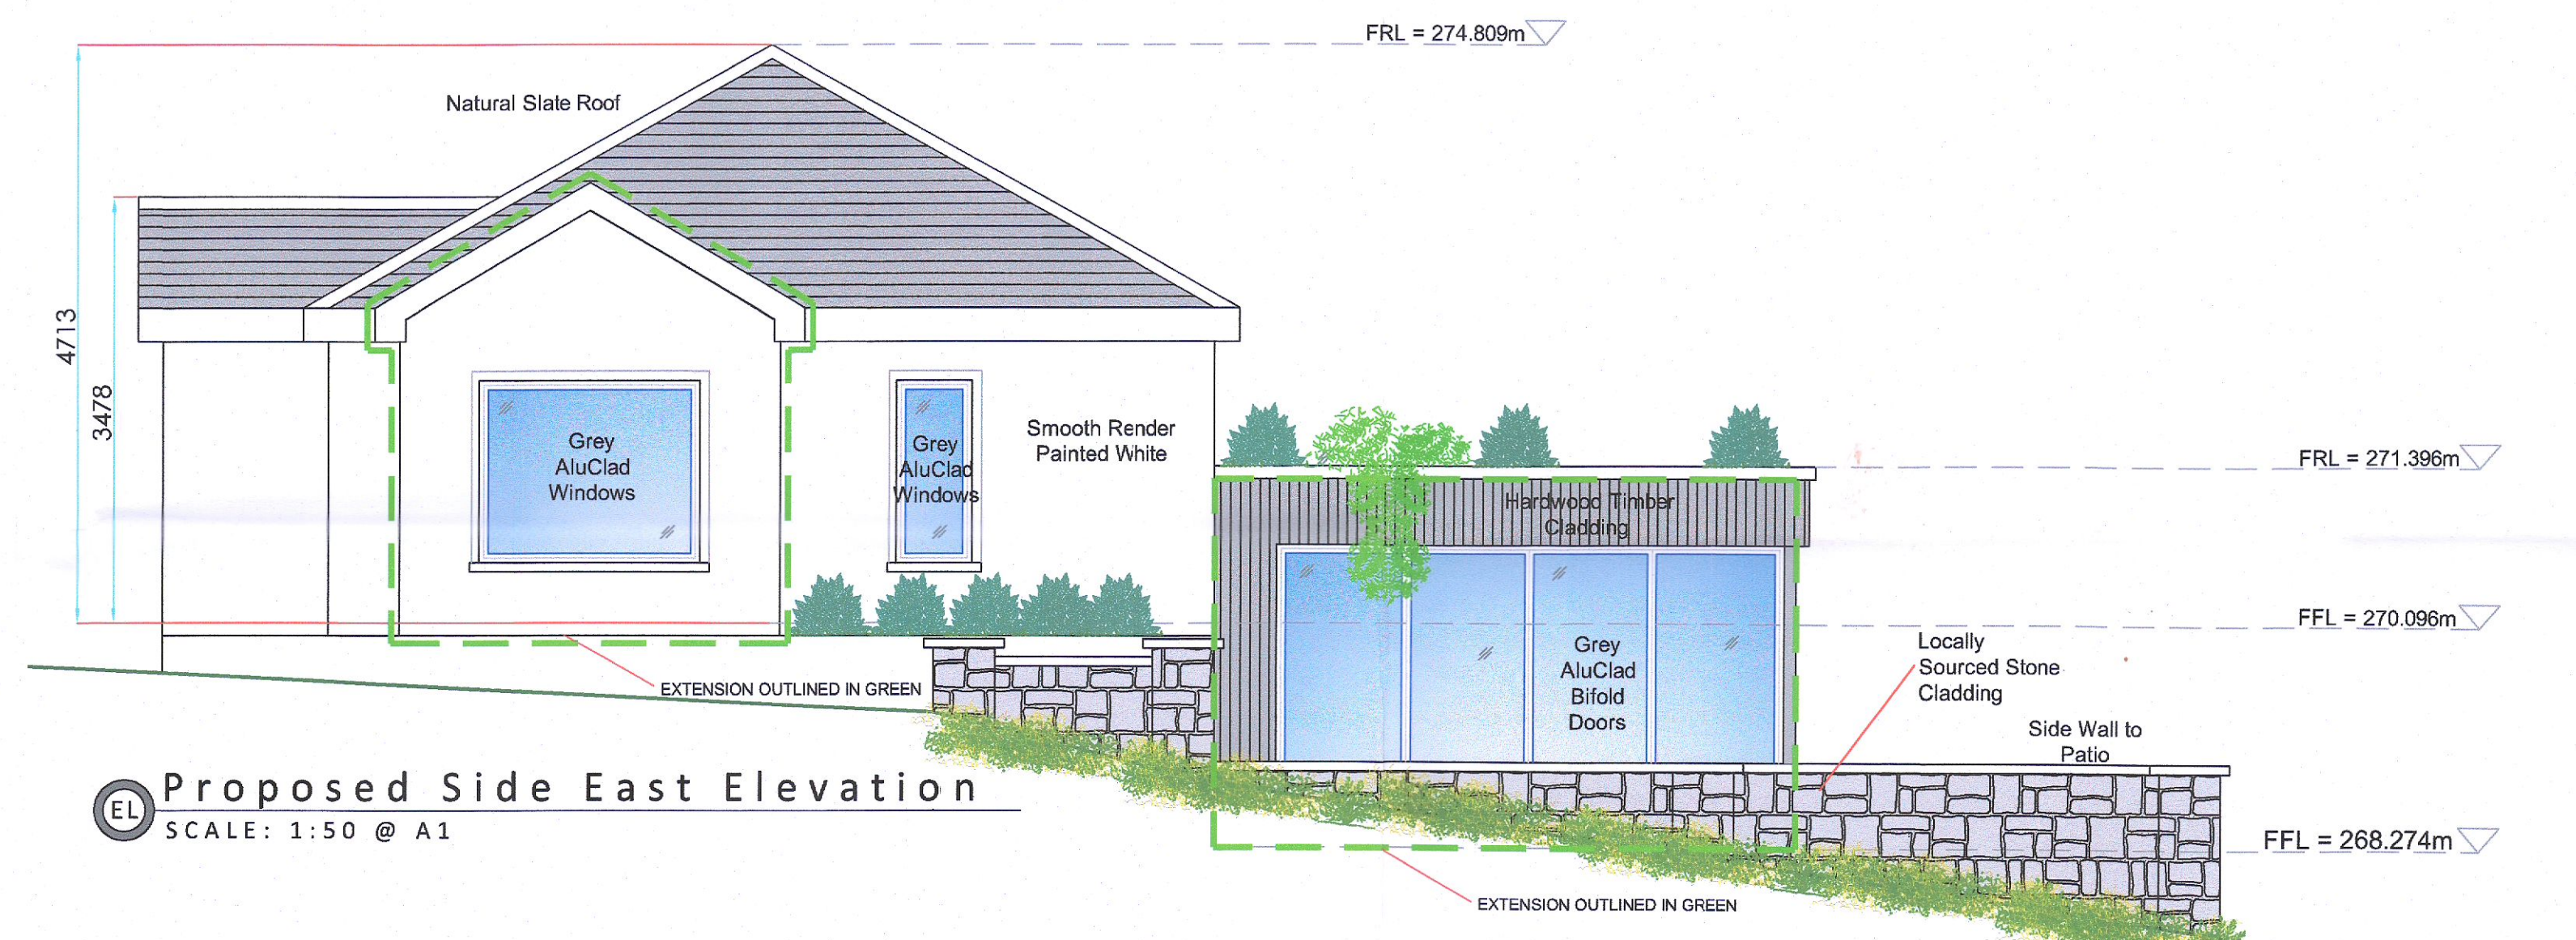 FRL = 274.809m
Natural Slate Roof
4713
3478
Grey
AluClad
Windows
Grey
AluClad
Windows
Smooth Render
Painted White
FRL = 271.396m
Hardwood Timber
Cladding
FFL = 270.096m
Grey
AluClad
Bifold
Doors
Locally
Sourced Stone
Cladding
EXTENSION OUTLINED IN GREEN
Side Wall to
Patio
EL
Proposed Side East Elevation
SCALE: 1:50 @ A1
FFL = 268.274m
EXTENSION OUTLINED IN GREEN